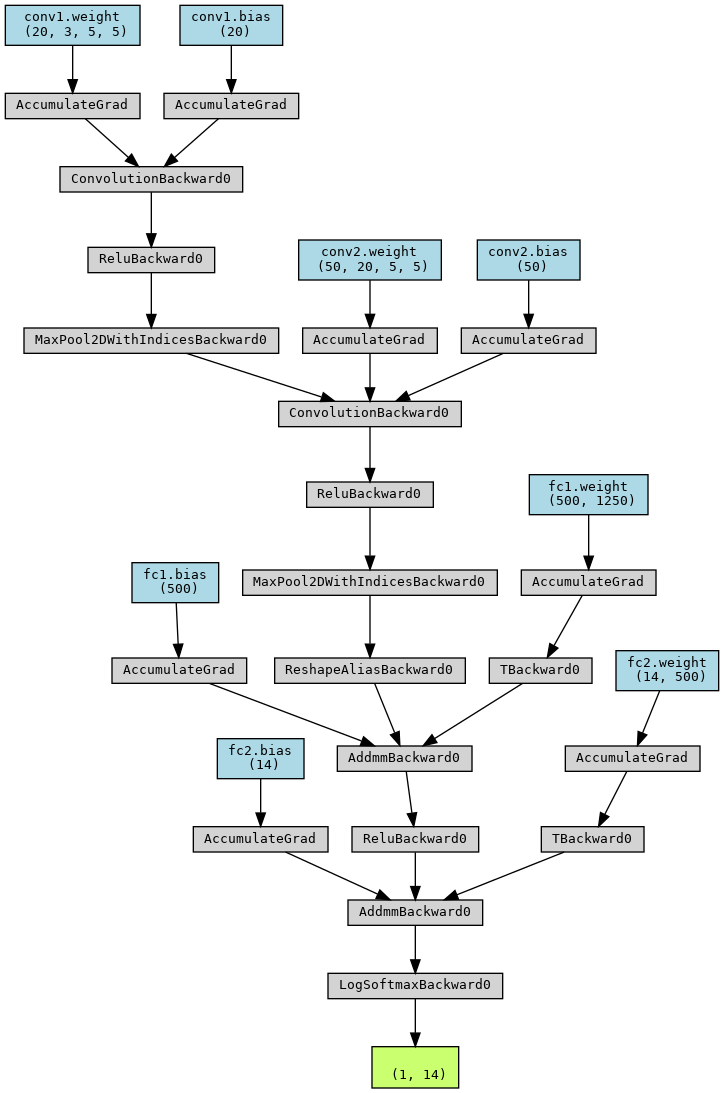 conv1.weight
(20, 3, 5, 5)
conv1.bias
(20)
AccumulateGrad
AccumulateGrad
ConvolutionBackward0
ReluBackward0
conv2.weight
(50, 20, 5, 5)
conv2.bias
(50)
MaxPool2DWithIndicesBackward0
AccumulateGrad
AccumulateGrad
ConvolutionBackward0
ReluBackward0
fc1.weight
(500, 1250)
fc1.bias
(500)
MaxPool2DWithIndicesBackward0
AccumulateGrad
AccumulateGrad
ReshapeAliasBackward0
TBackward0
fc2.weight
(14, 500)
fc2.bias
(14)
AddmmBackward0
AccumulateGrad
AccumulateGrad
ReluBackward0
TBackward0
AddmmBackward0
LogSoftmaxBackward0
(1, 14)